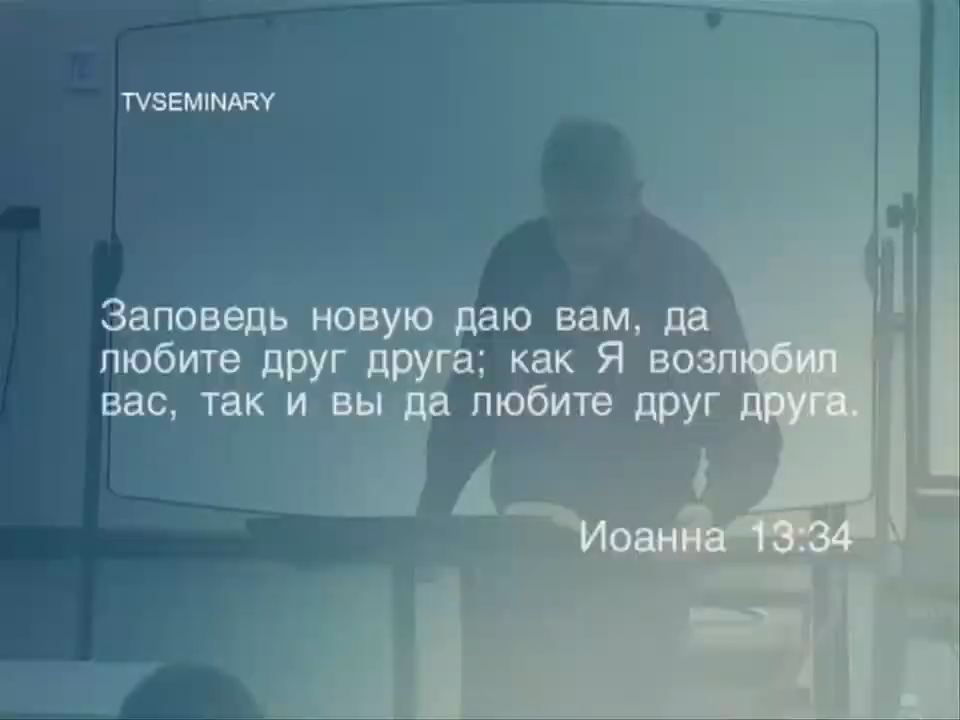 TVSEMINARY
Заповедь новую даю вам, да
любите друг друга; как Я возлюбил
вас, так и вы да любите друг друга.
Иоанна 13:34